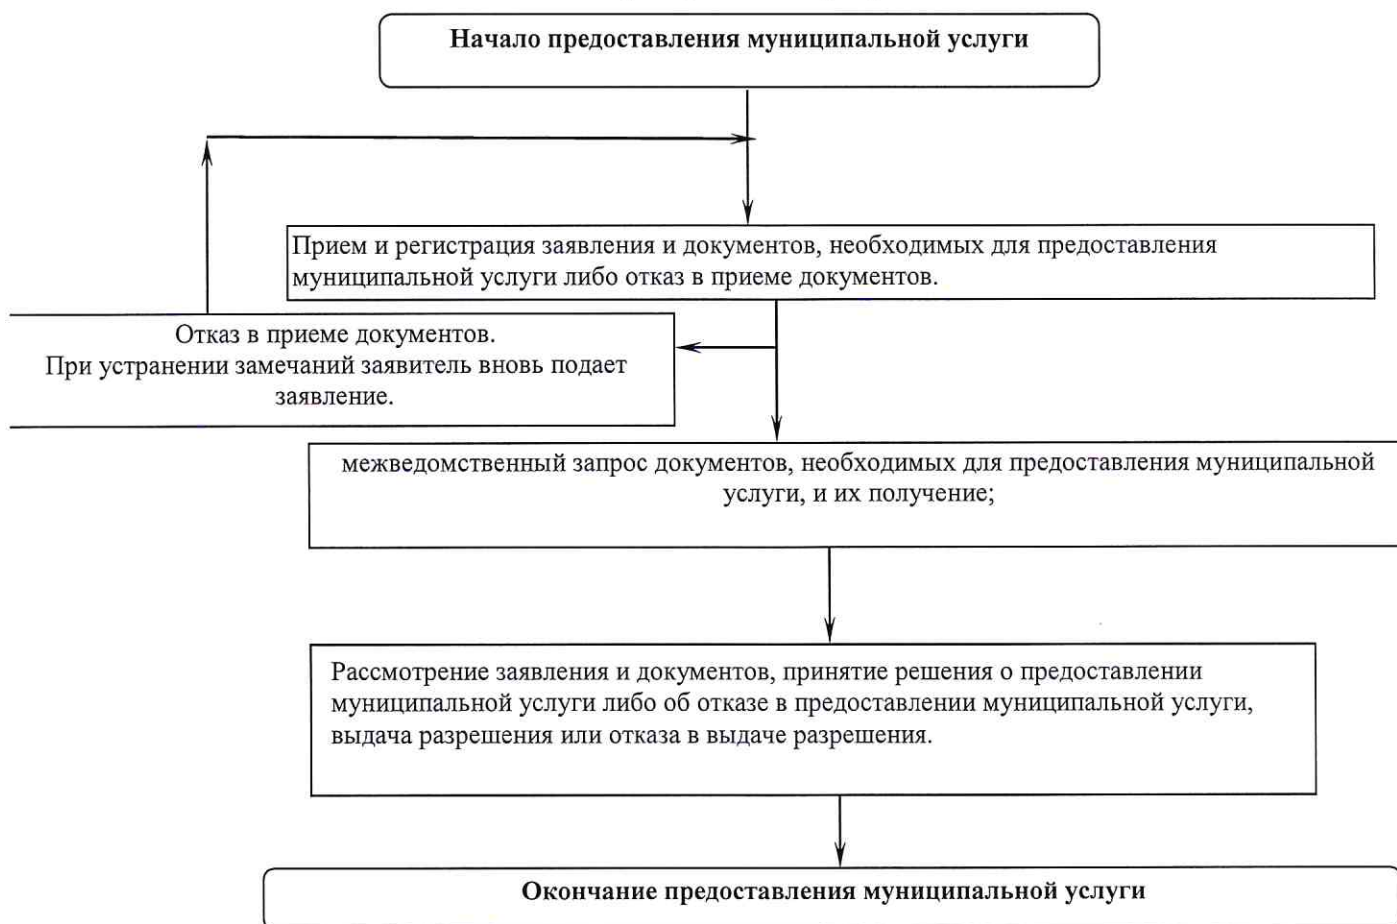 Начало предоставления муниципальной услуги
Прием и регистрация заявления и документов, необходимых для предоставления
муниципальной услуги либо отказ в приеме документов.
Отказ в приеме документов.
При устранении замечаний заявитель вновь подает
заявление.
межведомственный запрос документов, необходимых для предоставления муниципальной
услуги, и их получение;
Рассмотрение заявления и документов, принятие решения о предоставлении
муниципальной услуги либо об отказе в предоставлении муниципальной услуги,
выдача разрешения или отказа в выдаче разрешения.
Окончание предоставления муниципальной услуги